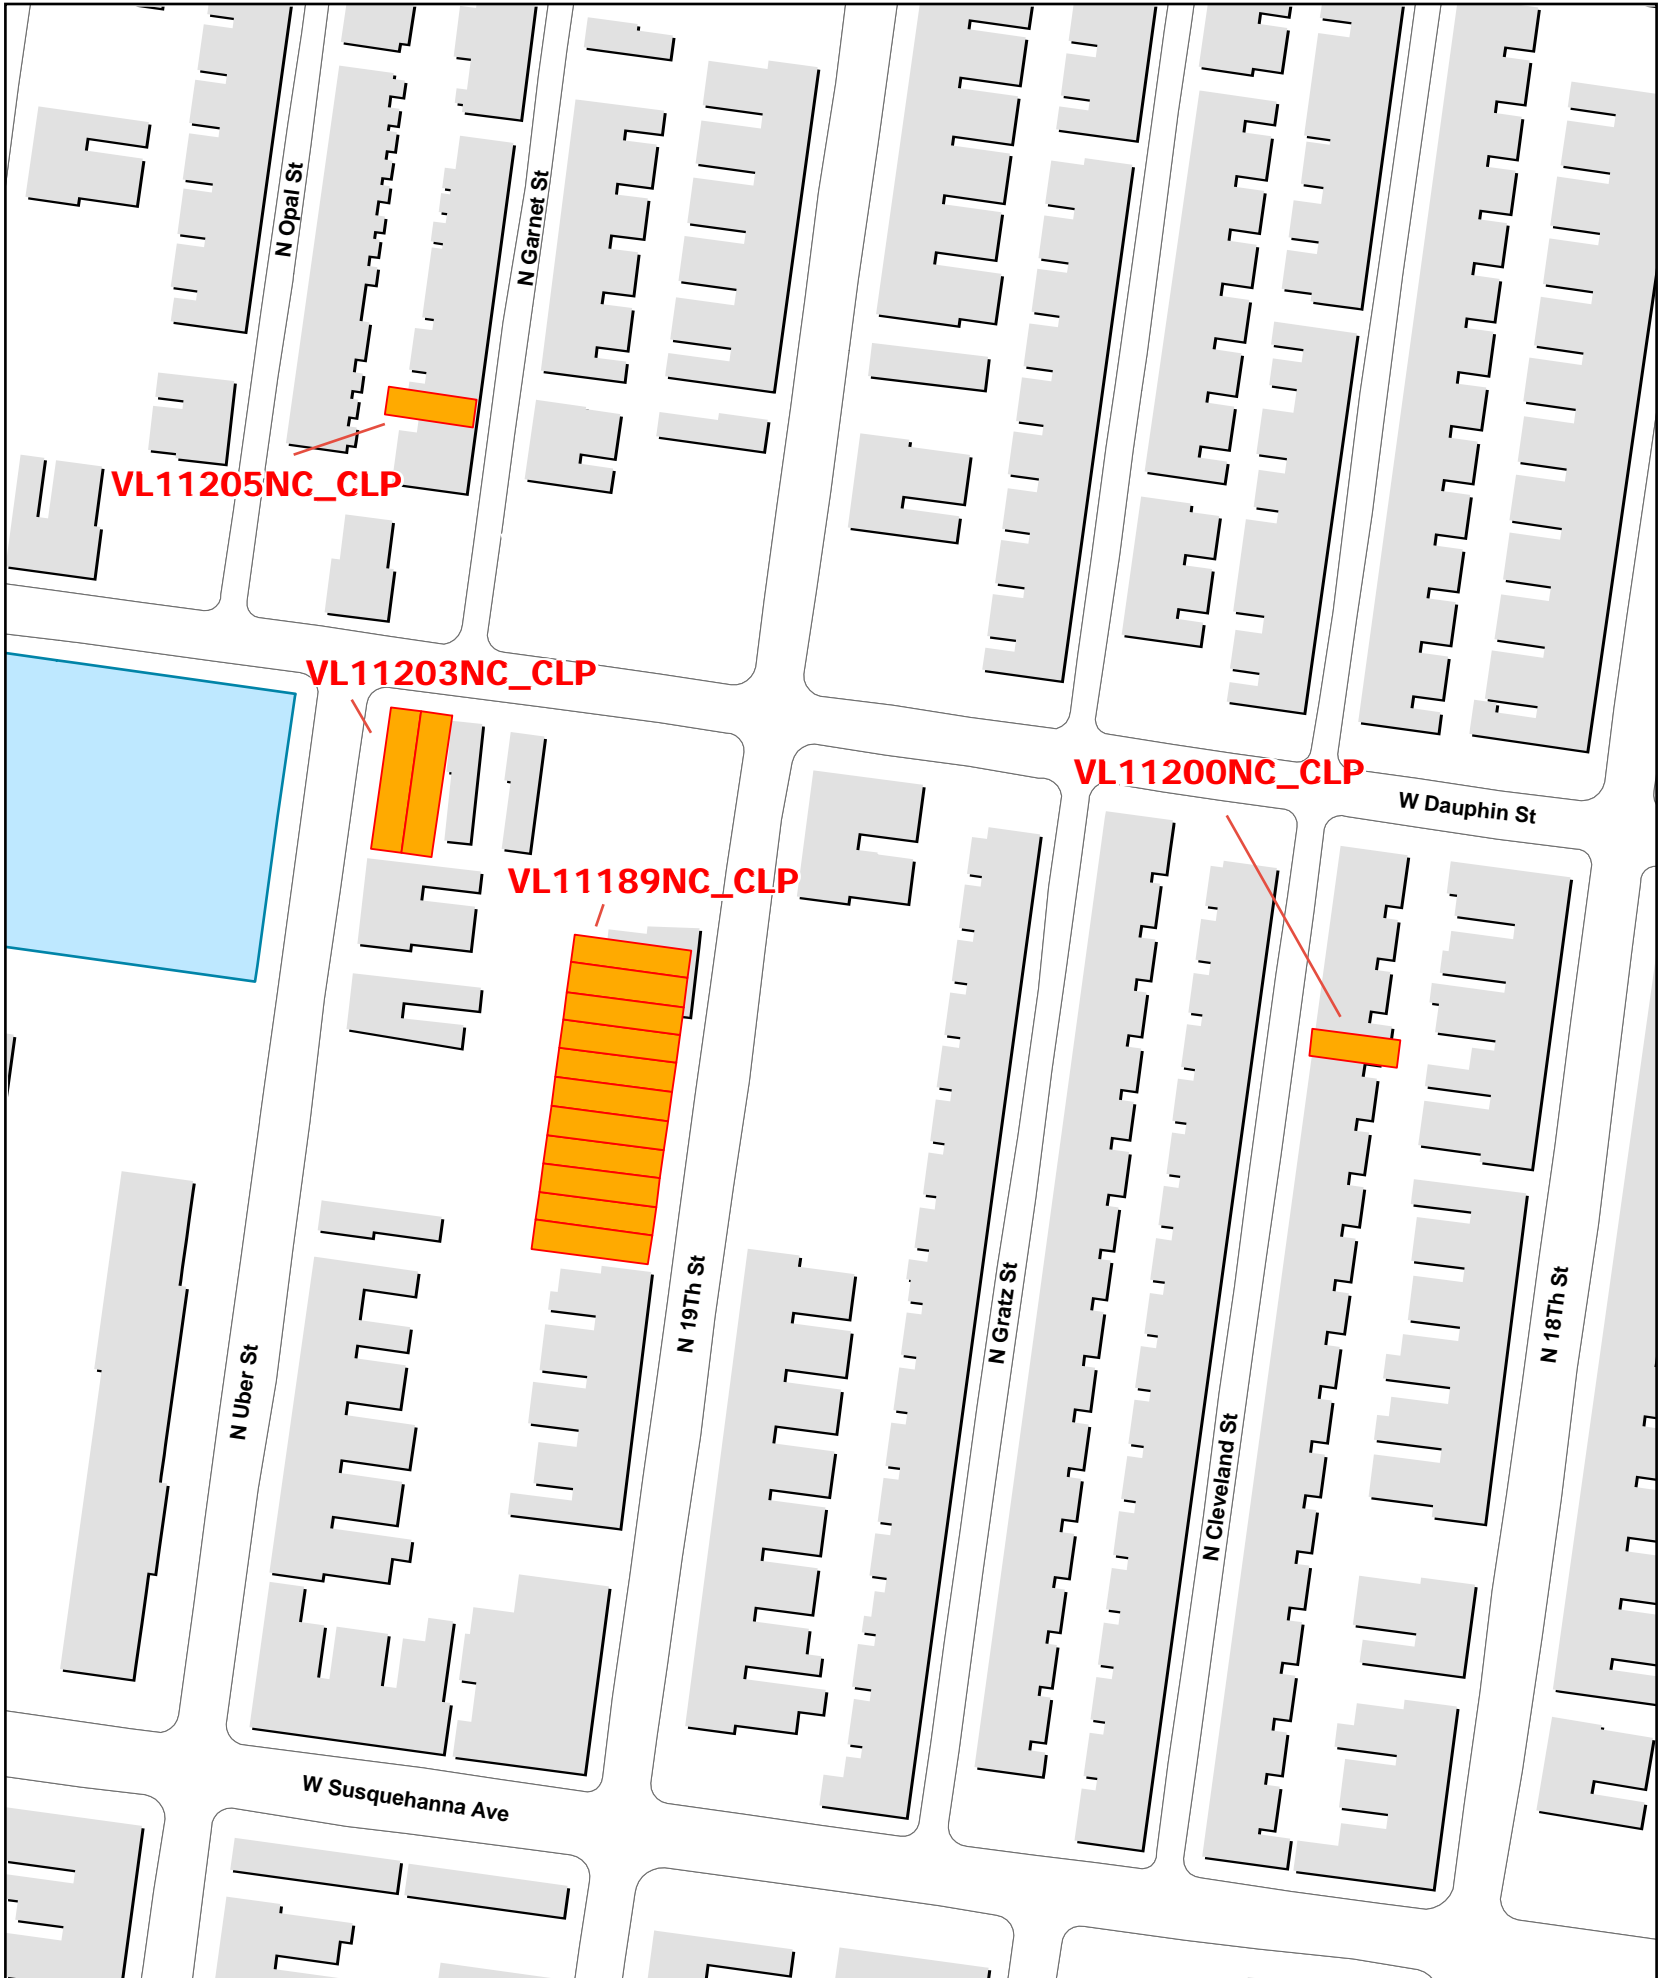 N Opal St
N Garnet St
VL11205NC_CLP
VL11203NC_CLP
VL11200NC_CLP
W Dauphin St
VL11189NC_CLP
N 19Th St
N Gratz St
N 18Th St
N Uber St
N Cleveland St
W Susquehanna Ave